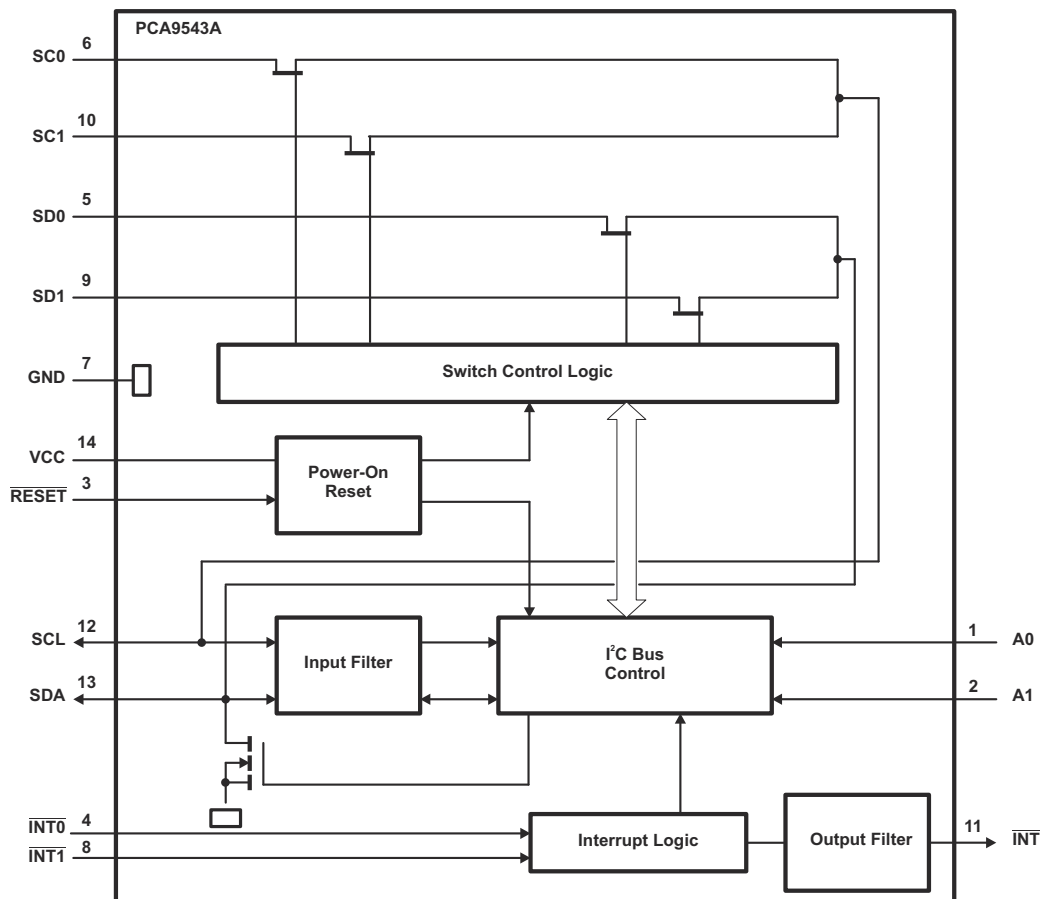 PCA9543A
SC0 6
SC1 10
SD0 5
SD1 9
GND 7
Switch Control Logic
VCC 14
RESET 3
Power-On
Reset
SCL 12
SDA 13
Input Filter
I²C Bus
Control
1 A0
2 A1
INT0 4
INT1 8
Interrupt Logic
Output Filter
11 INT